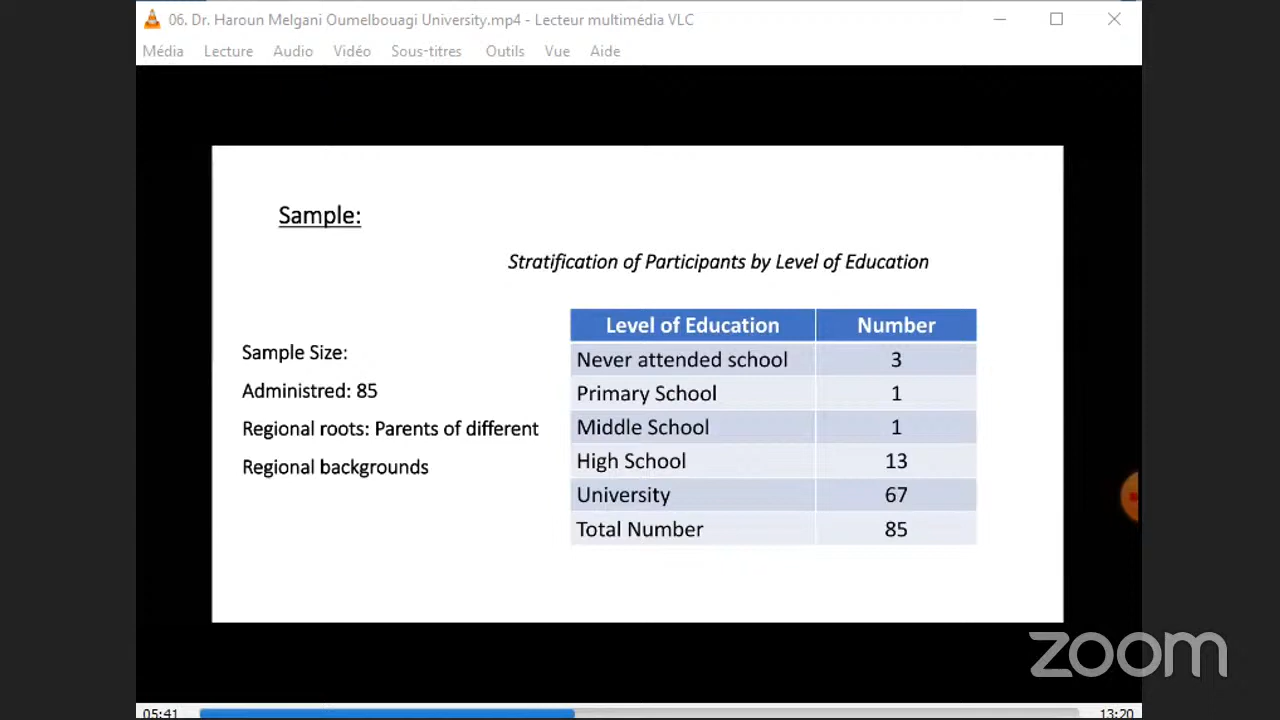 06. Dr. Haroun Melgani Oumelbouagi University.mp4 - Lecteur multimédia VLC
Média Lecture Audio Vidéo Sous-titres Outils Vue Aide
Sample:
Stratification of Participants by Level of Education
Sample Size:
Administred: 85
Regional roots: Parents of different
Regional backgrounds
Level of Education Number
Never attended school 3
Primary School 1
Middle School 1
High School 13
University 67
Total Number 85
zoom
05:41 13:20